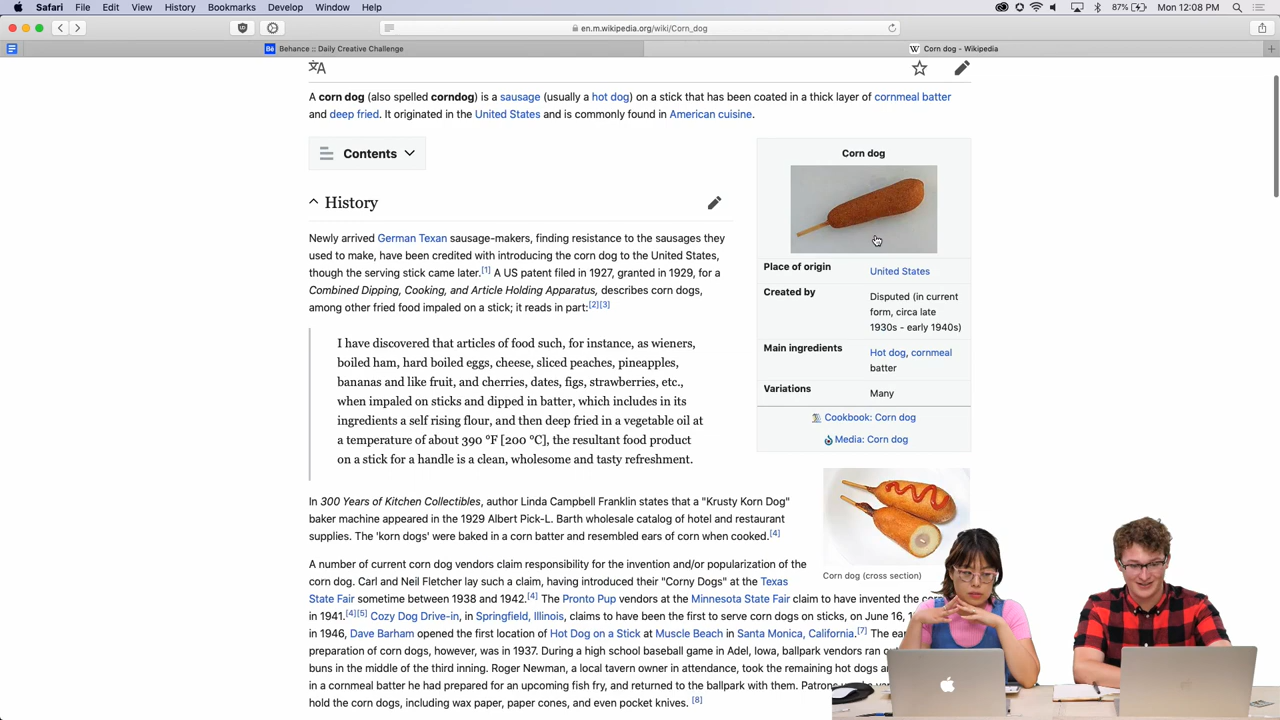 Safari File Edit View History Bookmarks Develop Window Help 87% Mon 12:08 PM
en.m.wikipedia.org/wiki/Corn_dog
Behance :: Daily Creative Challenge
Corn dog - Wikipedia
A corn dog (also spelled corndog) is a sausage (usually a hot dog) on a stick that has been coated in a thick layer of cornmeal batter
and deep fried. It originated in the United States and is commonly found in American cuisine.
Contents
History
Newly arrived German Texan sausage-makers, finding resistance to the sausages they
used to make, have been credited with introducing the corn dog to the United States,
though the serving stick came later.[1] A US patent filed in 1927, granted in 1929, for a
Combined Dipping, Cooking, and Article Holding Apparatus, describes corn dogs,
among other fried food impaled on a stick; it reads in part:[2][3]
I have discovered that articles of food such, for instance, as wieners,
boiled ham, hard boiled eggs, cheese, sliced peaches, pineapples,
bananas and like fruit, and cherries, dates, figs, strawberries, etc.,
when impaled on sticks and dipped in batter, which includes in its
ingredients a self rising flour, and then deep fried in a vegetable oil at
a temperature of about 390 °F [200 °C], the resultant food product
on a stick for a handle is a clean, wholesome and tasty refreshment.
Corn dog
Place of origin United States
Created by Disputed (in current
form, circa late
1930s - early 1940s)
Main ingredients Hot dog, cornmeal
batter
Variations Many
Cookbook: Corn dog
Media: Corn dog
Corn dog (cross section)
In 300 Years of Kitchen Collectibles, author Linda Campbell Franklin states that a "Krusty Korn Dog"
baker machine appeared in the 1929 Albert Pick-L. Barth wholesale catalog of hotel and restaurant
supplies. The 'korn dogs' were baked in a corn batter and resembled ears of corn when cooked.[4]
A number of current corn dog vendors claim responsibility for the invention and/or popularization of the
corn dog. Carl and Neil Fletcher lay such a claim, having introduced their "Corny Dogs" at the Texas
State Fair sometime between 1938 and 1942.[4] The Pronto Pup vendors at the Minnesota State Fair claim to have invented the
in 1941.[4][5] Cozy Dog Drive-in, in Springfield, Illinois, claims to have been the first to serve corn dogs on sticks, on June 16,
in 1946, Dave Barham opened the first location of Hot Dog on a Stick at Muscle Beach in Santa Monica, California.[7] The
preparation of corn dogs, however, was in 1937. During a high school baseball game in Adel, Iowa, ballpark vendors ran
buns in the middle of the third inning. Roger Newman, a local tavern owner in attendance, took the remaining hot dogs
in a cornmeal batter he had prepared for an upcoming fish fry, and returned to the ballpark with them.
hold the corn dogs, including wax paper, paper cones, and even pocket knives. [8]